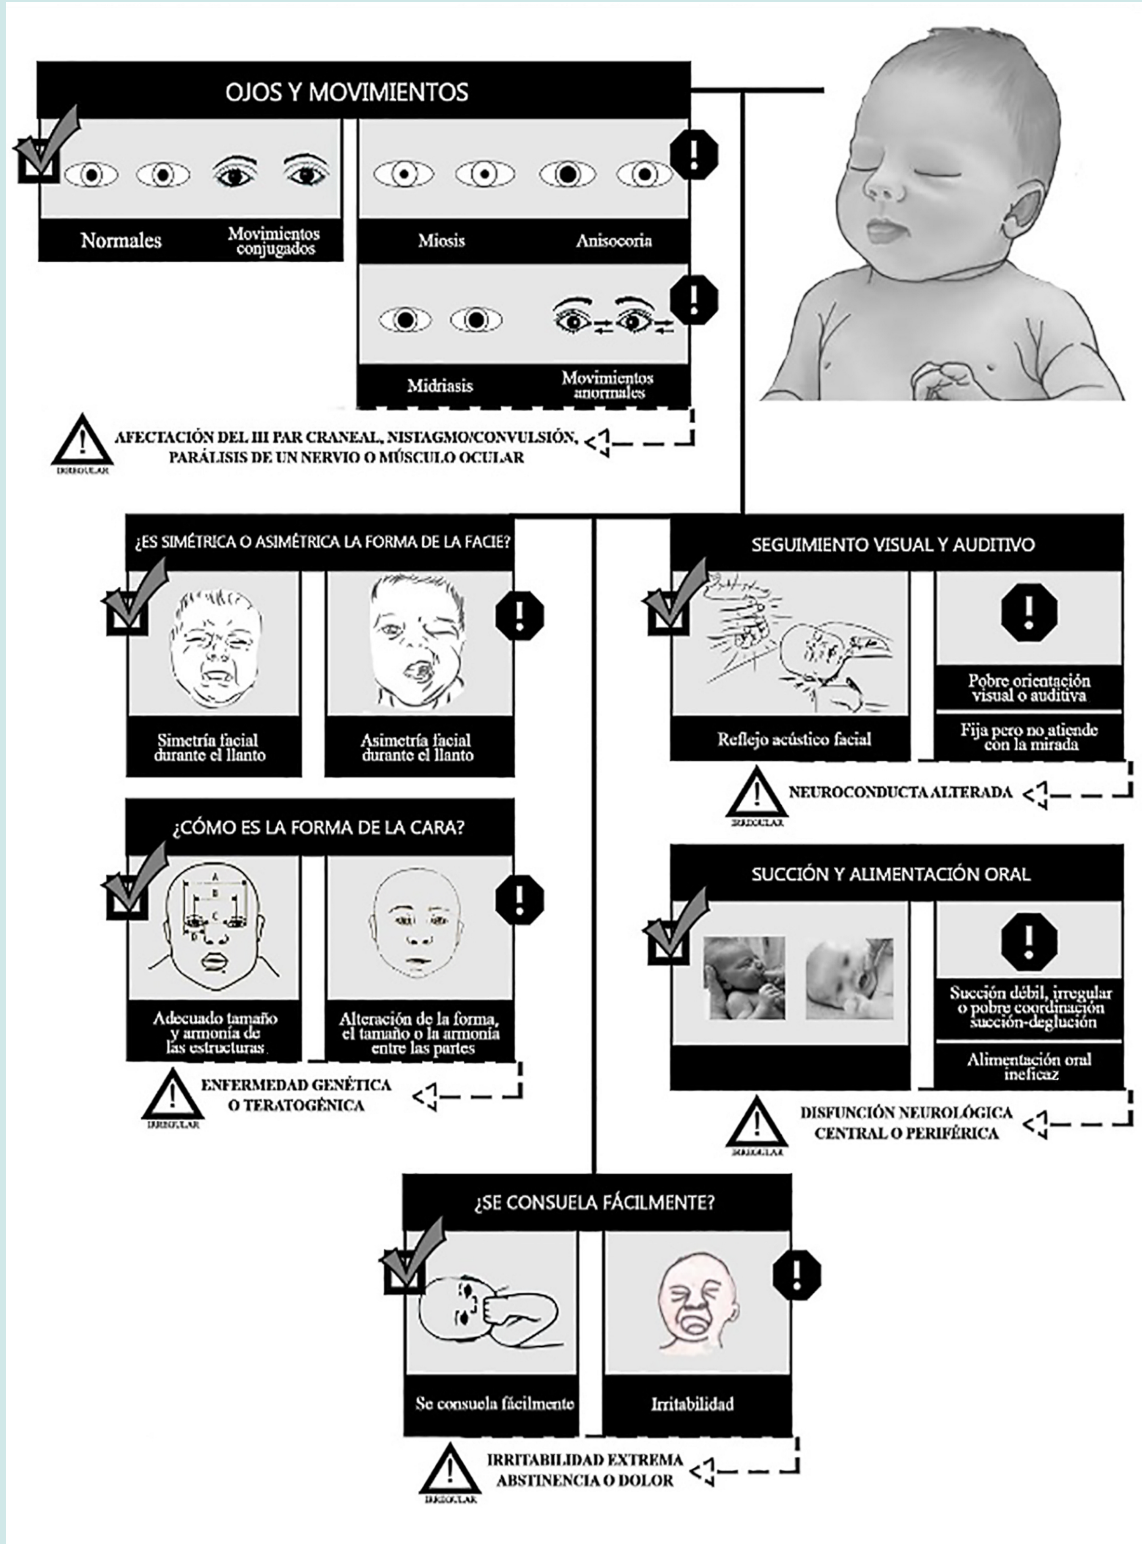 OJOS Y MOVIMIENTOS
Normales
Movimientos
conjugados
Miosis
Anisocoria
Midriasis
Movimientos
anormales
IRREGULAR
AFECTACIÓN DEL III PAR CRANEAL, NISTAGMO/CONVULSIÓN,
PARÁLISIS DE UN NERVIO O MÚSCULO OCULAR
¿ES SIMÉTRICA O ASIMÉTRICA LA FORMA DE LA FACIE?
Simetría facial
durante el llanto
Asimetría facial
durante el llanto
¿CÓMO ES LA FORMA DE LA CARA?
A
B
C
D
Adecuado tamaño
y armonía de
las estructuras.
Alteración de la forma,
el tamaño o la armonía
entre las partes
IRREGULAR
ENFERMEDAD GENÉTICA
O TERATOGÉNICA
SEGUIMIENTO VISUAL Y AUDITIVO
Reflejo acústico facial
Pobre orientación
visual o auditiva
Fija pero no atiende
con la mirada
IRREGULAR
NEUROCONDUCTA ALTERADA
SUCCIÓN Y ALIMENTACIÓN ORAL
Succión débil, irregular
o pobre coordinación
succión-deglución
Alimentación oral
ineficaz
IRREGULAR
DISFUNCIÓN NEUROLÓGICA
CENTRAL O PERIFÉRICA
¿SE CONSUELA FÁCILMENTE?
Se consuela fácilmente
Irritabilidad
IRREGULAR
IRRITABILIDAD EXTREMA
ABSTINENCIA O DOLOR